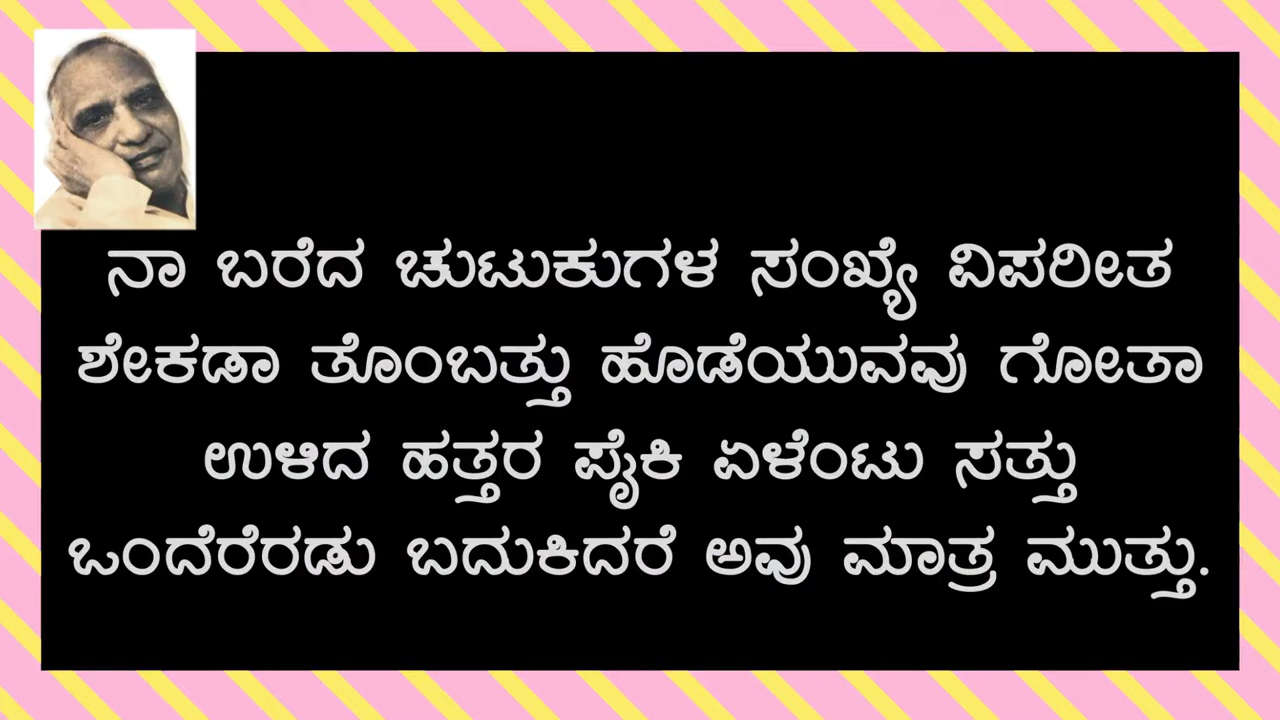 ನಾ ಬರೆದ ಚುಟುಕುಗಳ ಸಂಖ್ಯೆ ವಿಪರೀತ
ಶೇಕಡಾ ತೊಂಬತ್ತು ಹೊಡೆಯುವವು ಗೋತಾ
ಉಳಿದ ಹತ್ತರ ಪೈಕಿ ಏಳೆಂಟು ಸತ್ತು
ಒಂದೆರೆರಡು ಬದುಕಿದರೆ ಅವು ಮಾತ್ರ ಮುತ್ತು.